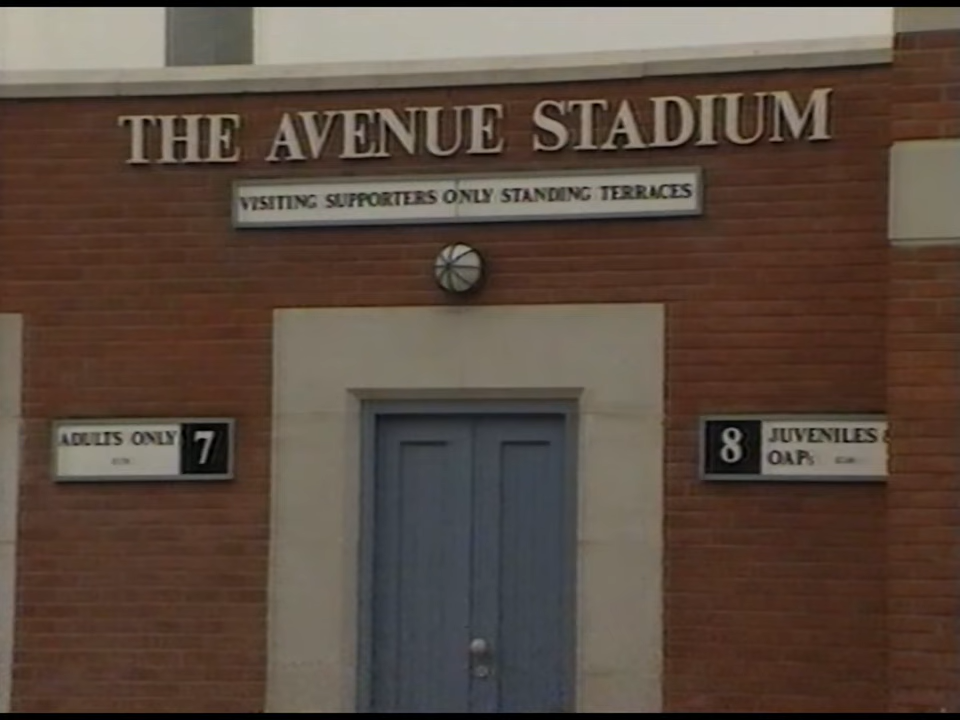 THE AVENUE STADIUM
VISITING SUPPORTERS ONLY STANDING TERRACES
ADULTS ONLY 7
8 JUVENILES &
OAPs